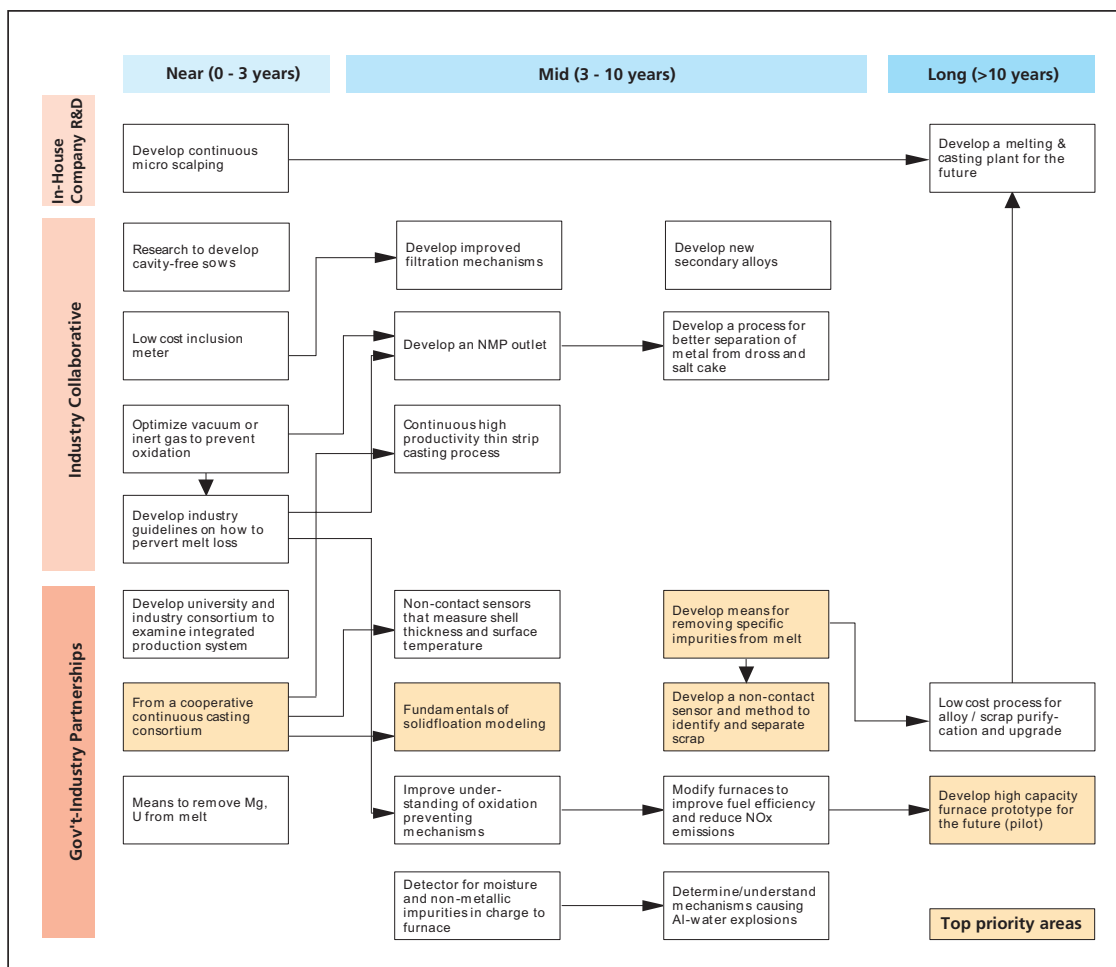 Near (0 - 3 years)
Mid (3 - 10 years)
Long (>10 years)
In-House
Company R&D
Develop continuous
micro scalping
Develop a melting &
casting plant for the
future
Industry Collaborative
Research to develop
cavity-free sows
Develop improved
filtration mechanisms
Develop new
secondary alloys
Low cost inclusion
meter
Develop an NMP outlet
Develop a process for
better separation of
metal from dross and
salt cake
Optimize vacuum or
inert gas to prevent
oxidation
Continuous high
productivity thin strip
casting process
Develop industry
guidelines on how to
pervert melt loss
Gov't-Industry Partnerships
Develop university and
industry consortium to
examine integrated
production system
Non-contact sensors
that measure shell
thickness and surface
temperature
Develop means for
removing specific
impurities from melt
From a cooperative
continuous casting
consortium
Fundamentals of
solidfloation modeling
Develop a non-contact
sensor and method to
identify and separate
scrap
Low cost process for
alloy / scrap purify-
cation and upgrade
Means to remove Mg,
U from melt
Improve under-
standing of oxidation
preventing
mechanisms
Modify furnaces to
improve fuel efficiency
and reduce NOx
emissions
Develop high capacity
furnace prototype for
the future (pilot)
Detector for moisture
and non-metallic
impurities in charge to
furnace
Determine/understand
mechanisms causing
Al-water explosions
Top priority areas